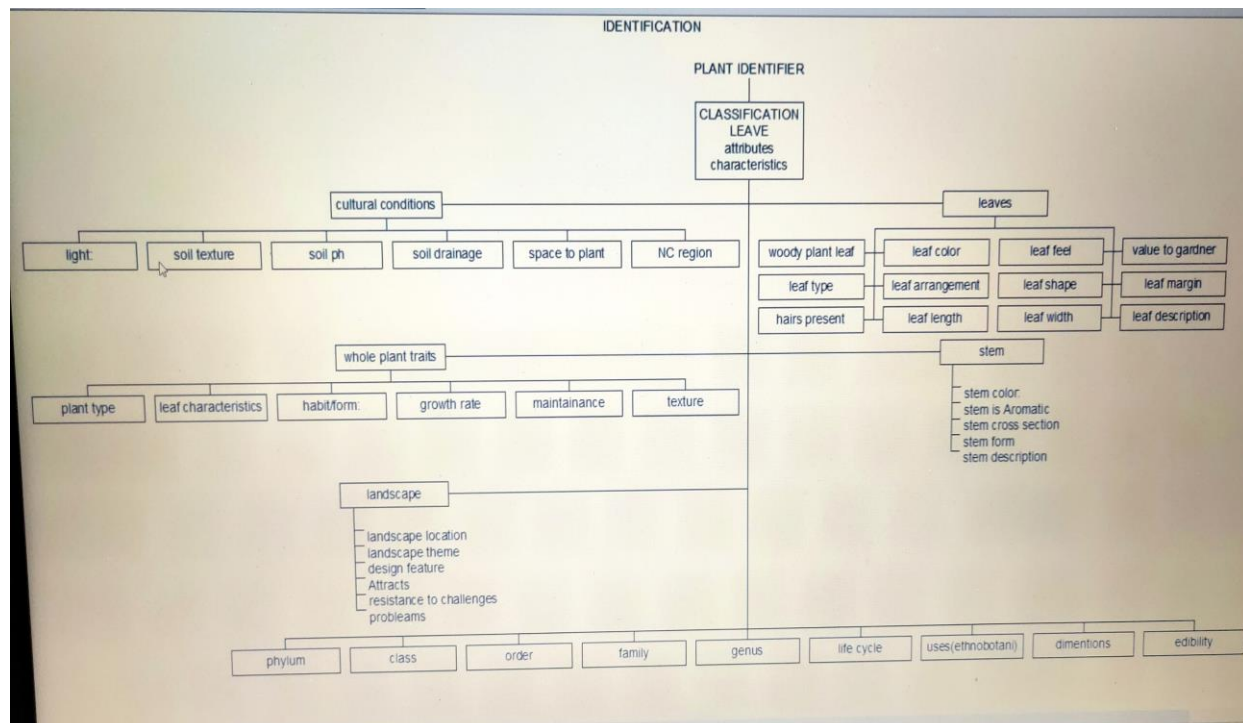 IDENTIFICATION
PLANT IDENTIFIER
CLASSIFICATION
LEAVE
attributes
characteristics
cultural conditions
leaves
light:
soil texture
soil ph
soil drainage
space to plant
NC region
woody plant leaf
leaf color
leaf feel
value to gardner
leaf type
leaf arrangement
leaf shape
leaf margin
hairs present
leaf length
leaf width
leaf description
whole plant traits
stem
plant type
leaf characteristics
habit/form:
growth rate
maintainance
texture
stem color:
stem is Aromatic
stem cross section
stem form
stem description
landscape
landscape location
landscape theme
design feature
Attracts
resistance to challenges
probleams
phylum
class
order
family
genus
life cycle
uses(ethnobotani)
dimentions
edibility